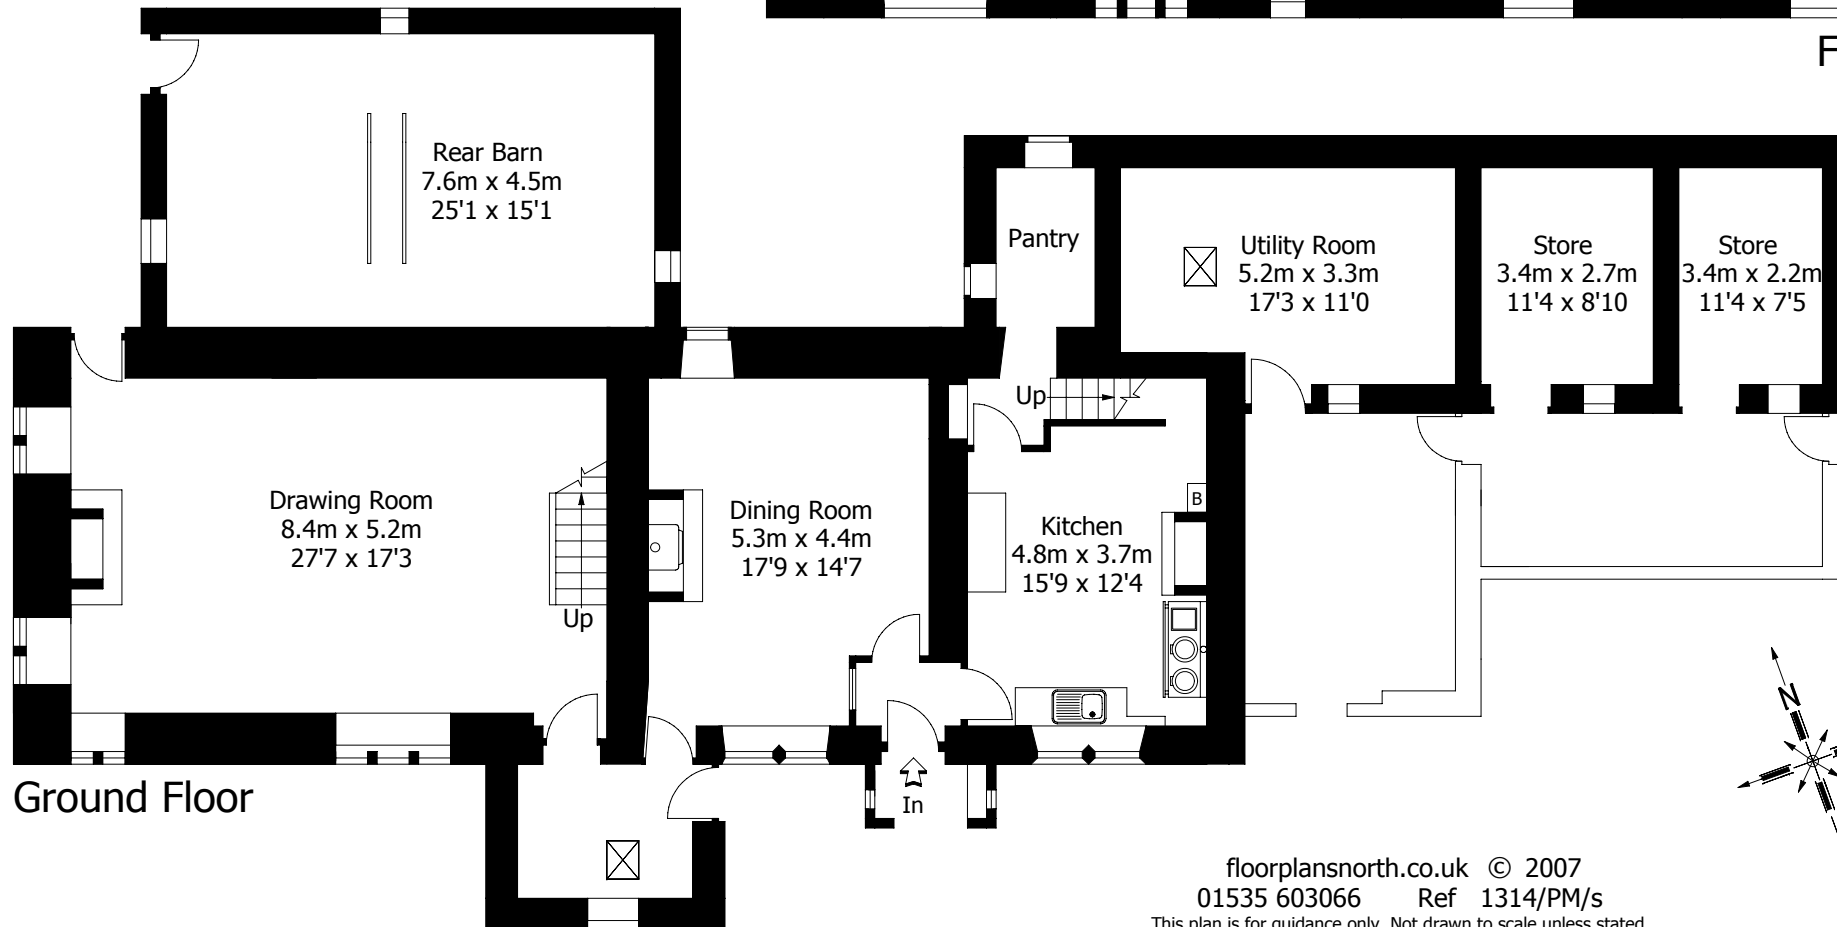 F
Rear Barn
7.6m x 4.5m
25'1 x 15'1
Pantry
Utility Room
5.2m x 3.3m
17'3 x 11'0
Store
3.4m x 2.7m
11'4 x 8'10
Store
3.4m x 2.2m
11'4 x 7'5
Up
Drawing Room
8.4m x 5.2m
27'7 x 17'3
Up
Dining Room
5.3m x 4.4m
17'9 x 14'7
Kitchen
4.8m x 3.7m
15'9 x 12'4
B
In
N
Ground Floor
floorplansnorth.co.uk © 2007
01535 603066 Ref 1314/PM/s
This plan is for guidance only. Not drawn to scale unless stated